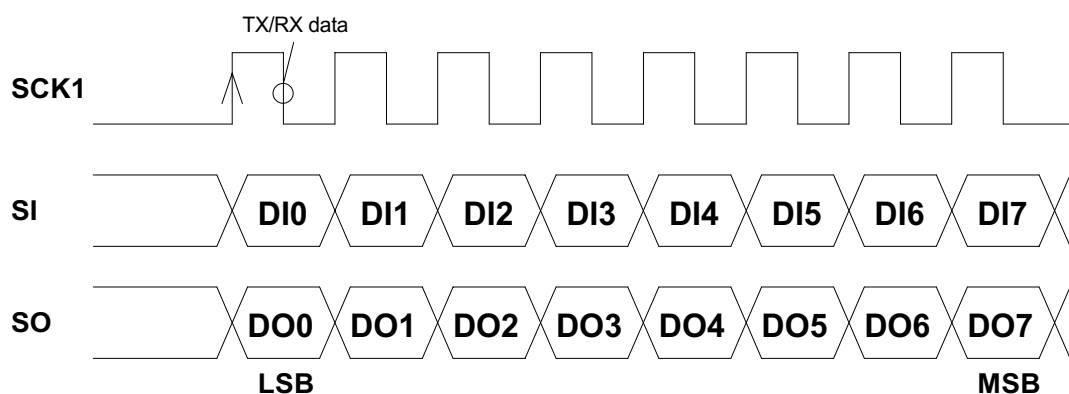 TX/RX data
SCK1
SI DI0 DI1 DI2 DI3 DI4 DI5 DI6 DI7
SO DO0 DO1 DO2 DO3 DO4 DO5 DO6 DO7
LSB MSB